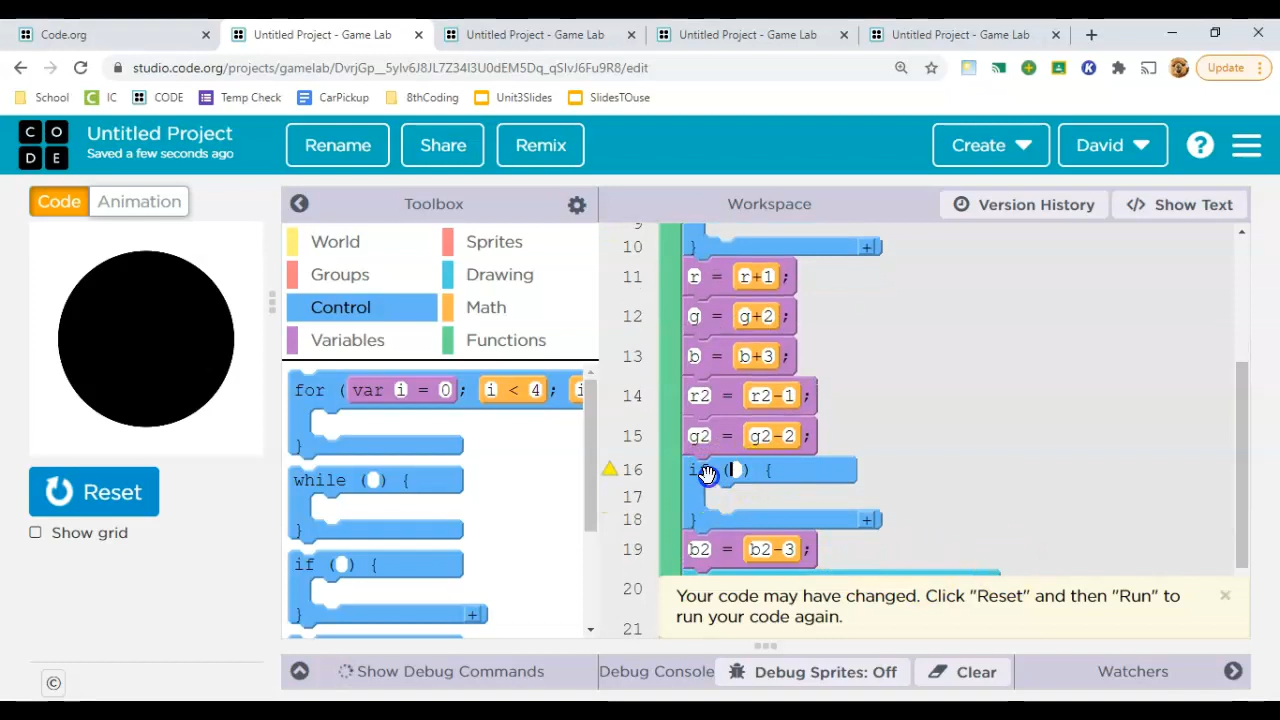 Code.org
Untitled Project - Game Lab
Untitled Project - Game Lab
Untitled Project - Game Lab
Untitled Project - Game Lab
studio.code.org/projects/gamelab/DvrjGp__5ylv6J8JL7Z34I3U0dEM5Dq_qSlvJ6Fu9R8/edit
Update
School
IC
CODE
Temp Check
CarPickup
8thCoding
Unit3Slides
SlidesTOuse
C O
D E
Untitled Project
Saved a few seconds ago
Rename
Share
Remix
Create
David
?
Code
Animation
Toolbox
Workspace
Version History
</> Show Text
World
Sprites
Groups
Drawing
Control
Math
Variables
Functions
for ( var i = 0 ; i < 4 ; i
}
while ( ) {
}
if ( ) {
}
9
10 }
11 r = r+1 ;
12 g = g+2 ;
13 b = b+3 ;
14 r2 = r2-1 ;
15 g2 = g2-2 ;
16 ( ) {
17
18 }
19 b2 = b2-3 ;
20
21
Reset
Show grid
Your code may have changed. Click "Reset" and then "Run" to
run your code again.
©
Show Debug Commands
Debug Console
Debug Sprites: Off
Clear
Watchers